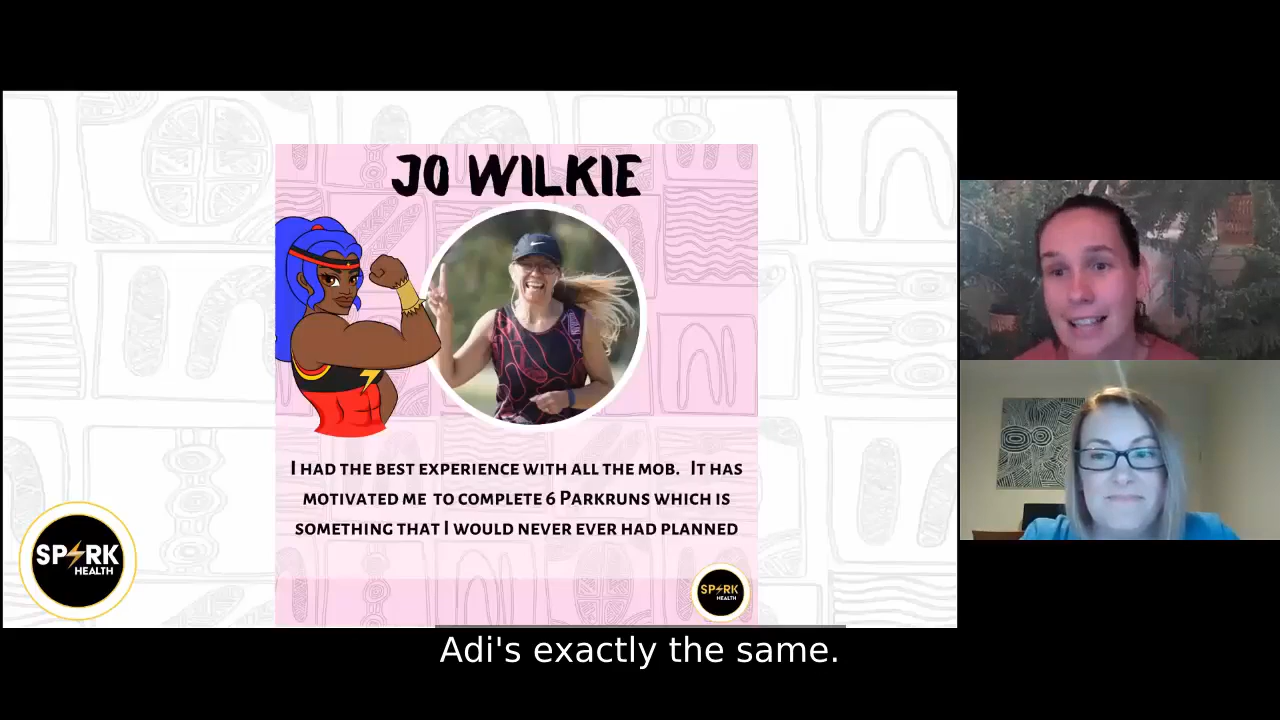 JO WILKIE
I HAD THE BEST EXPERIENCE WITH ALL THE MOB. IT HAS
MOTIVATED ME TO COMPLETE 6 PARKRUNS WHICH IS
SOMETHING THAT I WOULD NEVER EVER HAD PLANNED
SPARK
HEALTH
SPARK
HEALTH
Adi's exactly the same.